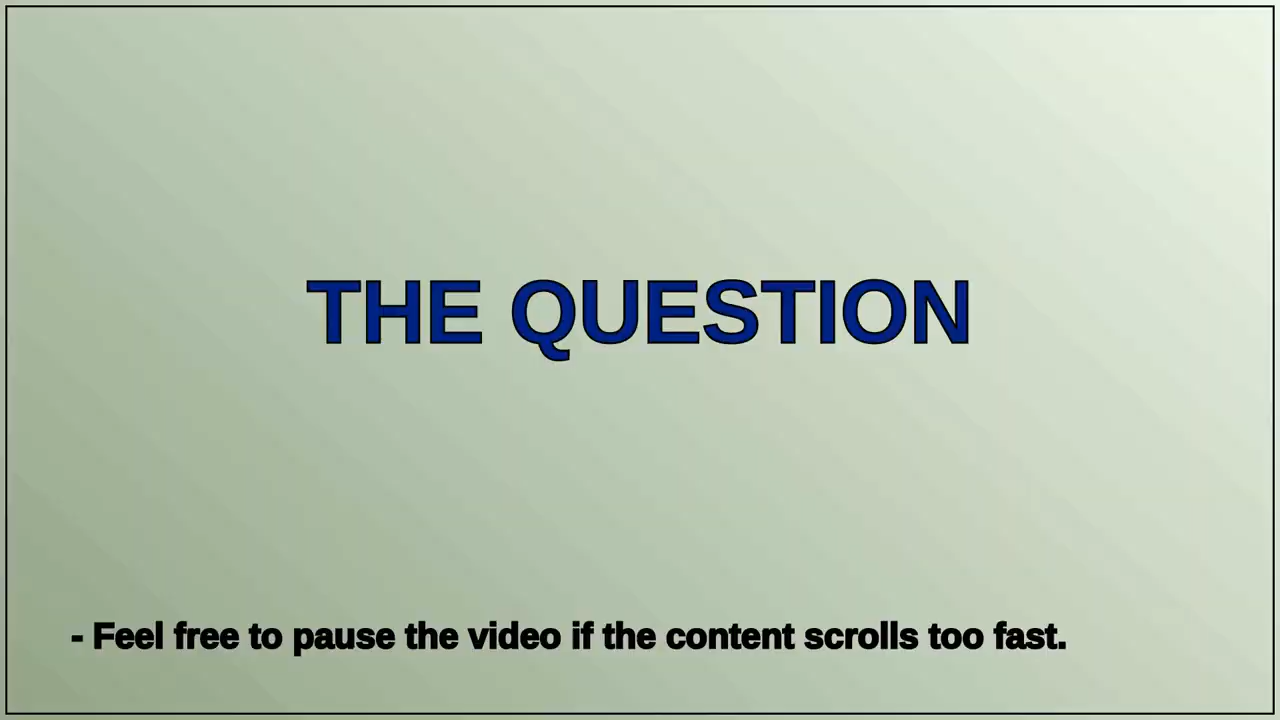 THE QUESTION
- Feel free to pause the video if the content scrolls too fast.